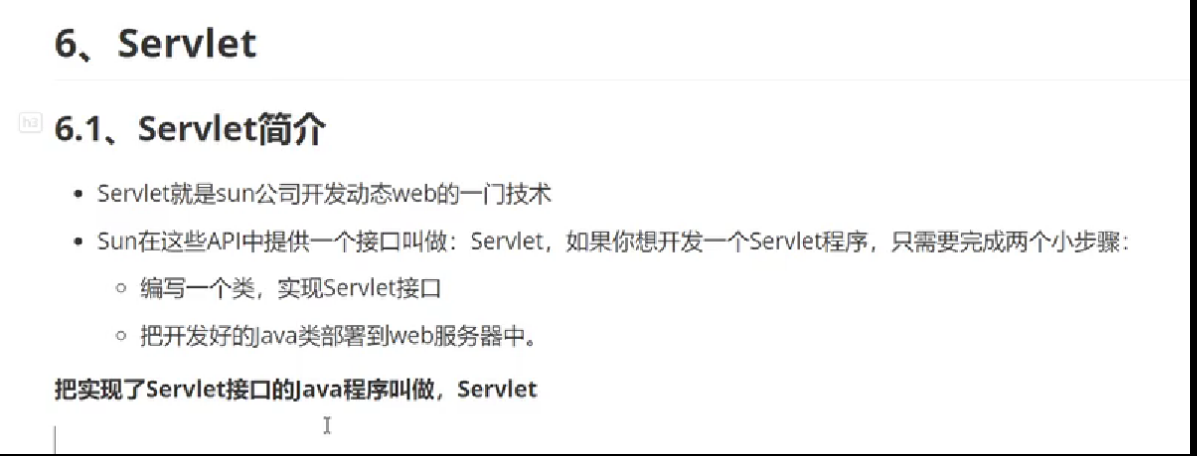 6、Servlet
h3
6.1、Servlet简介
Servlet就是sun公司开发动态web的一门技术
Sun在这些API中提供一个接口叫做：Servlet，如果你想开发一个Servlet程序，只需要完成两个小步骤：
编写一个类，实现Servlet接口
把开发好的Java类部署到web服务器中。
把实现了Servlet接口的Java程序叫做，Servlet